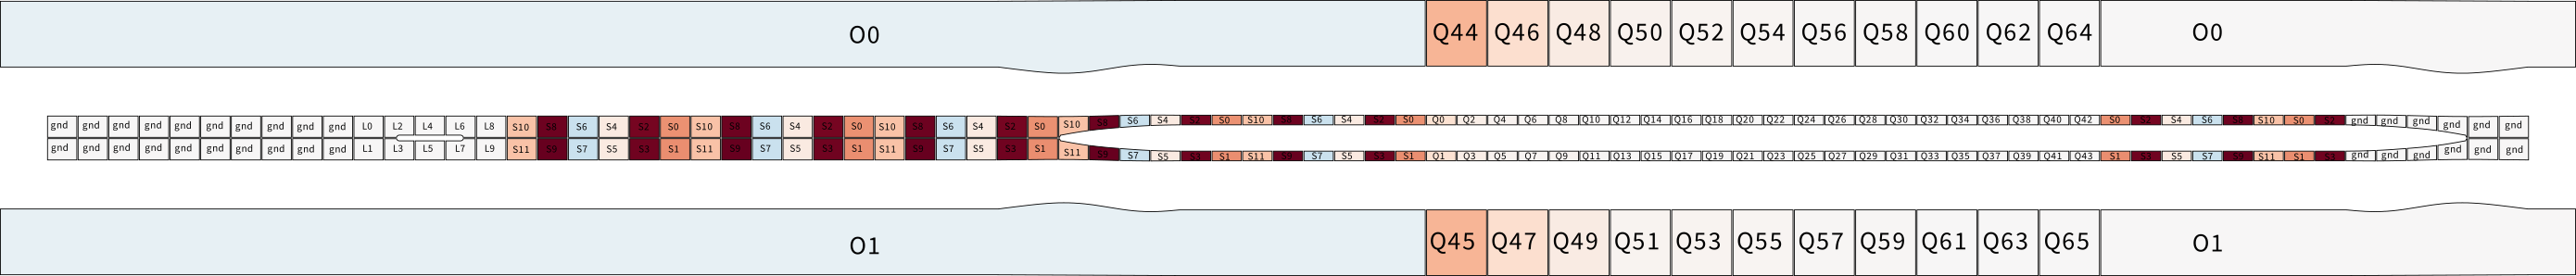 O0 Q44 Q46 Q48 Q50 Q52 Q54 Q56 Q58 Q60 Q62 Q64 O0
gnd gnd gnd gnd gnd gnd gnd gnd gnd gnd L0 L2 L4 L6 L8 S10 S8 S6 S4 S2 S0 S10 S8 S6 S4 S2 S0 S10 S8 S6 S4 S2 S0 S10 S8 S6 S4 S2 S0 S10 S8 S6 S4 S2 S0 Q0 Q2 Q4 Q6 Q8 Q10 Q12 Q14 Q16 Q18 Q20 Q22 Q24 Q26 Q28 Q30 Q32 Q34 Q36 Q38 Q40 Q42 S0 S2 S4 S6 S8 S10 S0 S2 gnd gnd gnd gnd gnd gnd
gnd gnd gnd gnd gnd gnd gnd gnd gnd gnd L1 L3 L5 L7 L9 S11 S9 S7 S5 S3 S1 S11 S9 S7 S5 S3 S1 S11 S9 S7 S5 S3 S1 S11 S9 S7 S5 S3 S1 S11 S9 S7 S5 S3 S1 Q1 Q3 Q5 Q7 Q9 Q11 Q13 Q15 Q17 Q19 Q21 Q23 Q25 Q27 Q29 Q31 Q33 Q35 Q37 Q39 Q41 Q43 S1 S3 S5 S7 S9 S11 S1 S3 gnd gnd gnd gnd gnd gnd
O1 Q45 Q47 Q49 Q51 Q53 Q55 Q57 Q59 Q61 Q63 Q65 O1